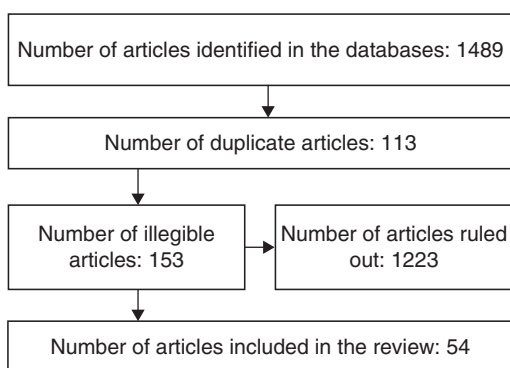 Number of articles identified in the databases: 1489
Number of duplicate articles: 113
Number of illegible
articles: 153
Number of articles ruled
out: 1223
Number of articles included in the review: 54